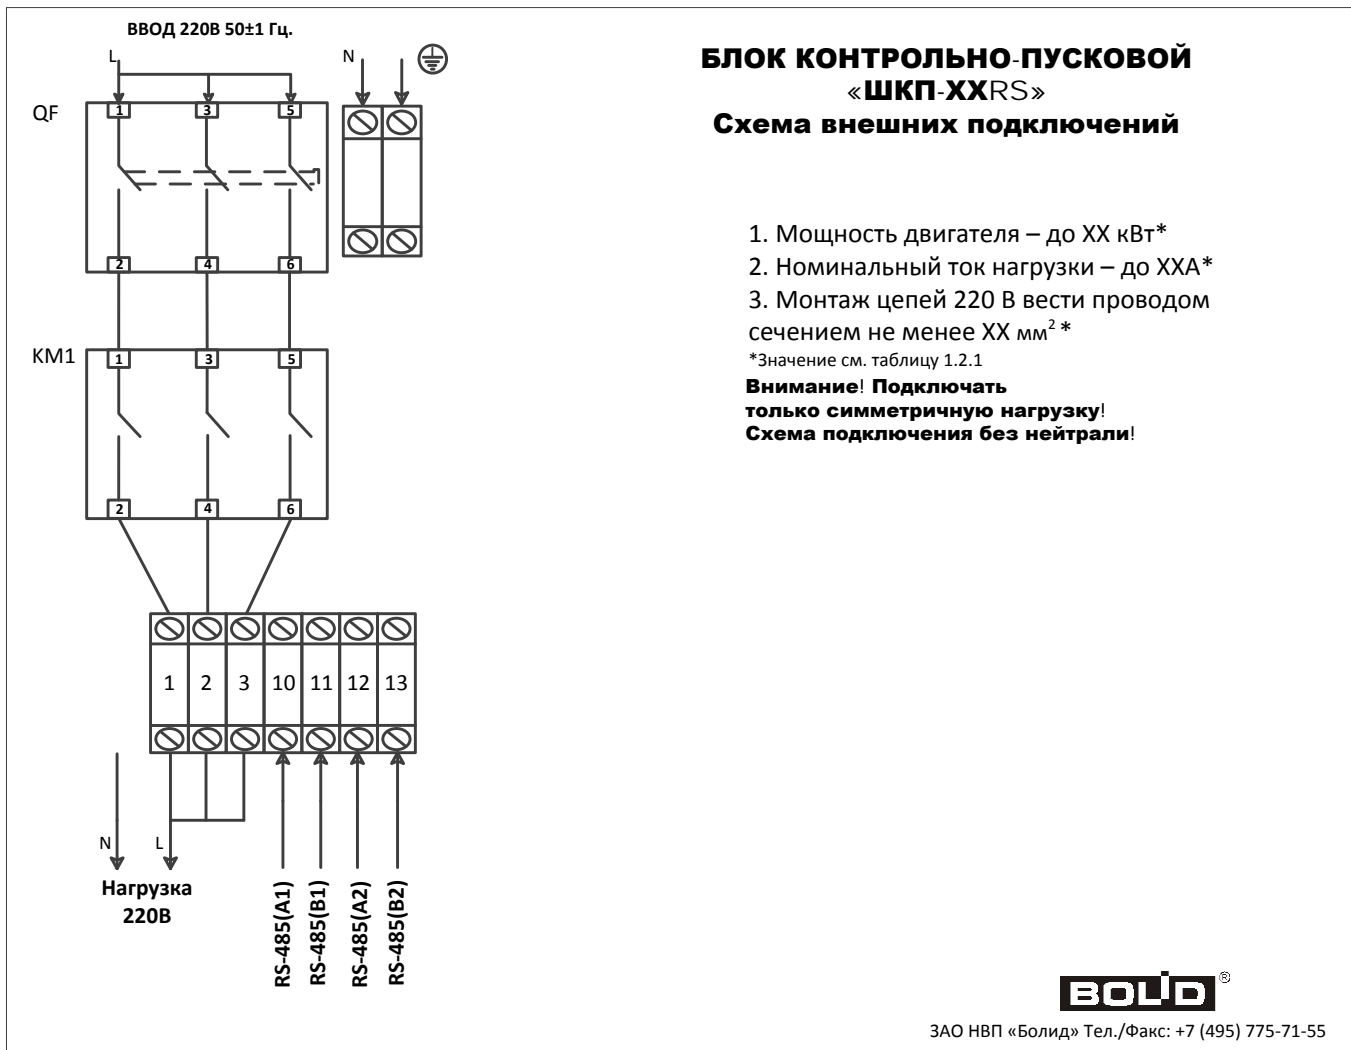 ВВОД 220В 50±1 Гц.
L
N
QF
1 3 5
2 4 6
KM1
1 3 5
2 4 6
1 2 3 10 11 12 13
N L
Нагрузка
220В
RS-485(A1)
RS-485(B1)
RS-485(A2)
RS-485(B2)
БЛОК КОНТРОЛЬНО-ПУСКОВОЙ
«ШКП-XXRS»
Схема внешних подключений
1. Мощность двигателя – до XX кВт*
2. Номинальный ток нагрузки – до XXА*
3. Монтаж цепей 220 В вести проводом
сечением не менее XX мм² *
*Значение см. таблицу 1.2.1
Внимание! Подключать
только симметричную нагрузку!
Схема подключения без нейтрали!
BOLID ®
ЗАО НВП «Болид» Тел./Факс: +7 (495) 775-71-55